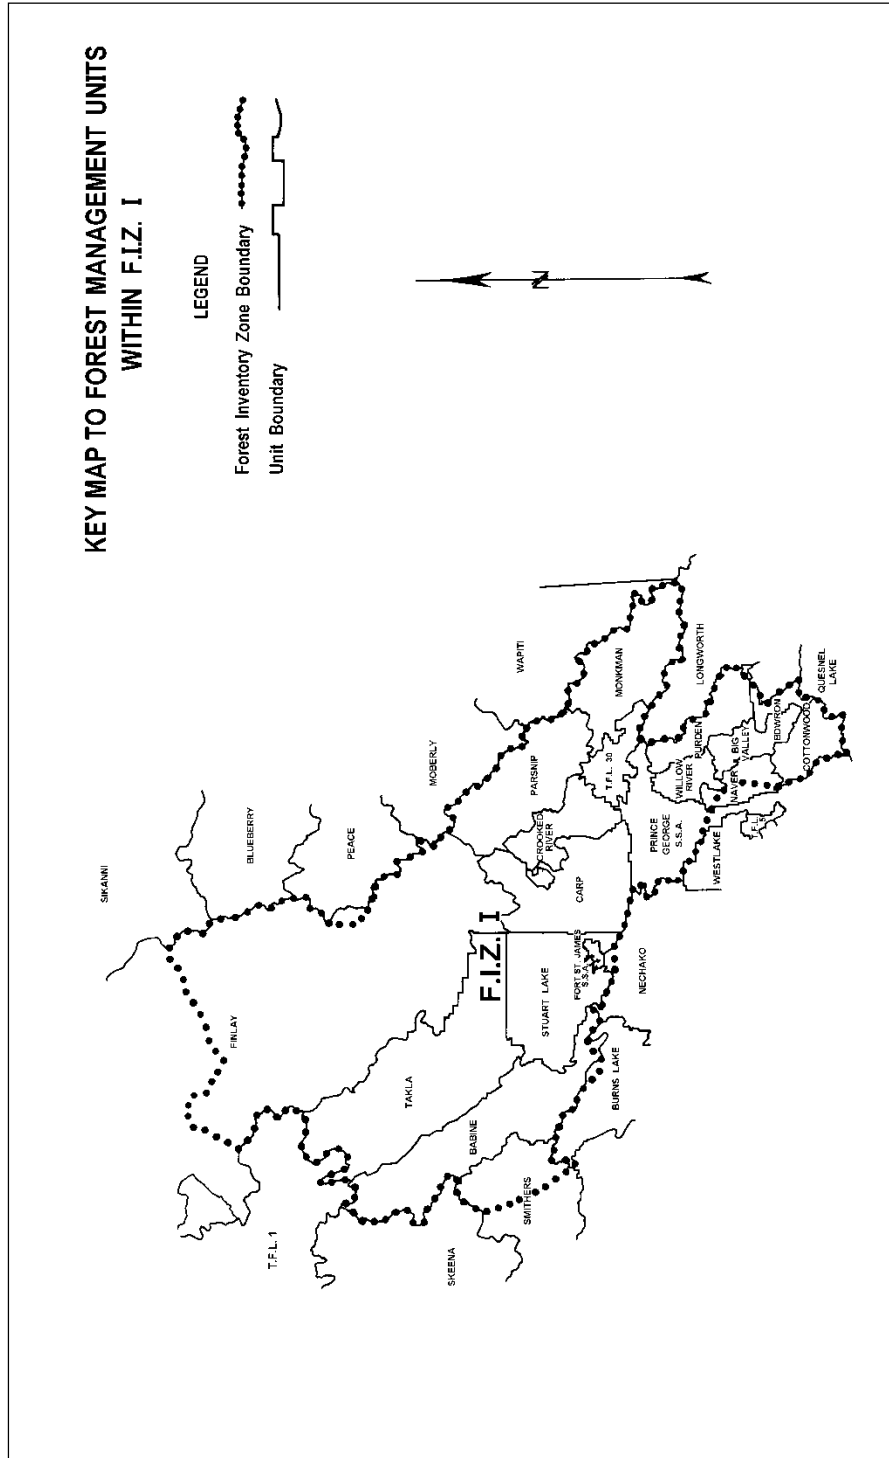 KEY MAP TO FOREST MANAGEMENT UNITS
WITHIN F.I.Z. I
LEGEND
Forest Inventory Zone Boundary
Unit Boundary
N
SIKANNI
BLUEBERRY
PEACE
FINLAY
MOBERLY
WAPITI
T.F.L. 1
TAKLA
F.I.Z. I
PARSNIP
MONKMAN
CROOKED
RIVER
T.F.L. 30
CARP
LONGWORTH
SKEENA
BABINE
STUART LAKE
SMITHERS
FORT ST. JAMES
S.S.A.
PRINCE
GEORGE
S.S.A.
WILLOW
RIVER
PURDEN
BURNS LAKE
NECHAKO
WESTLAKE
NAVER
BIG
VALLEY
BOWRON
T.F.L. 5
COTTONWOOD
QUESNEL
LAKE